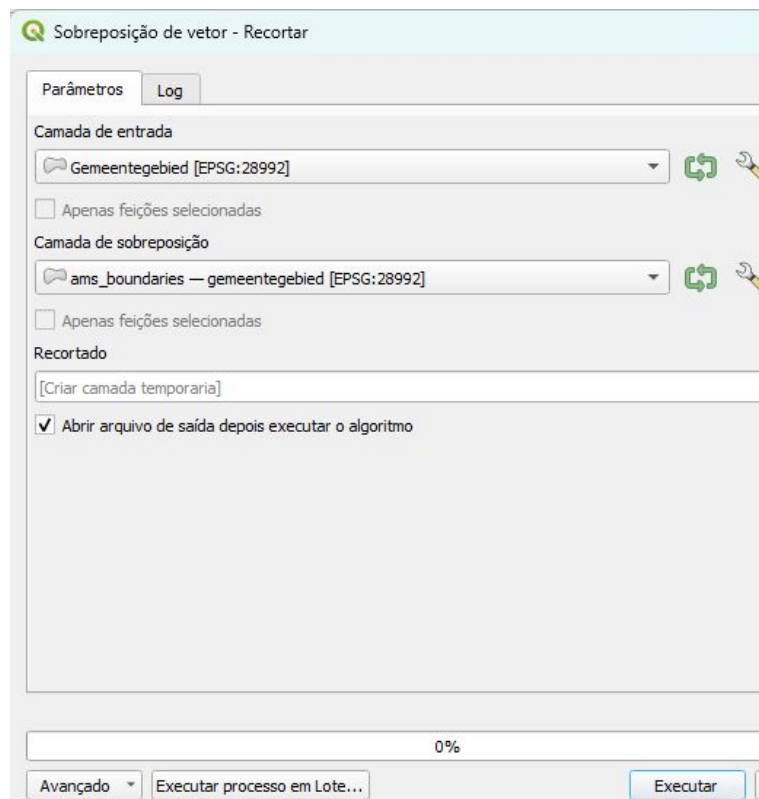 Sobreposição de vetor - Recortar
Parâmetros Log
Camada de entrada
Gemeentegebied [EPSG:28992]
Apenas feições selecionadas
Camada de sobreposição
ams_boundaries — gemeentegebied [EPSG:28992]
Apenas feições selecionadas
Recortado
[Criar camada temporaria]
Abrir arquivo de saída depois executar o algoritmo
0%
Avançado Executar processo em Lote... Executar